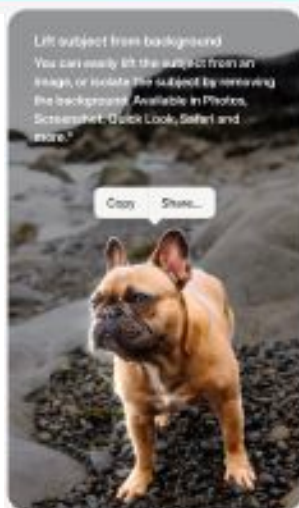 Lift subject from background
You can easily lift the subject from an
image, or isolate the subject by removing
the background. Available in Photos,
Screenshot, Quick Look, Safari and
more.
Copy Share...